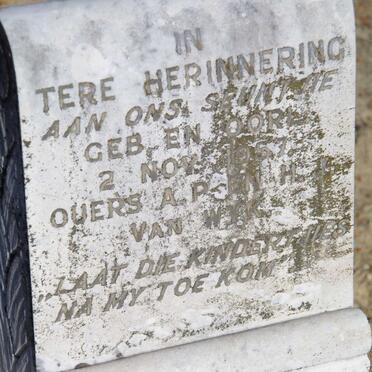 IN
TERE HERINNERING
AAN ONS
GEB. EN OORL.
2 NOV.
OUERS A.P. EN H.
VAN WYK
"LAAT DIE KINDERTJIES
NA MY TOE KOM"